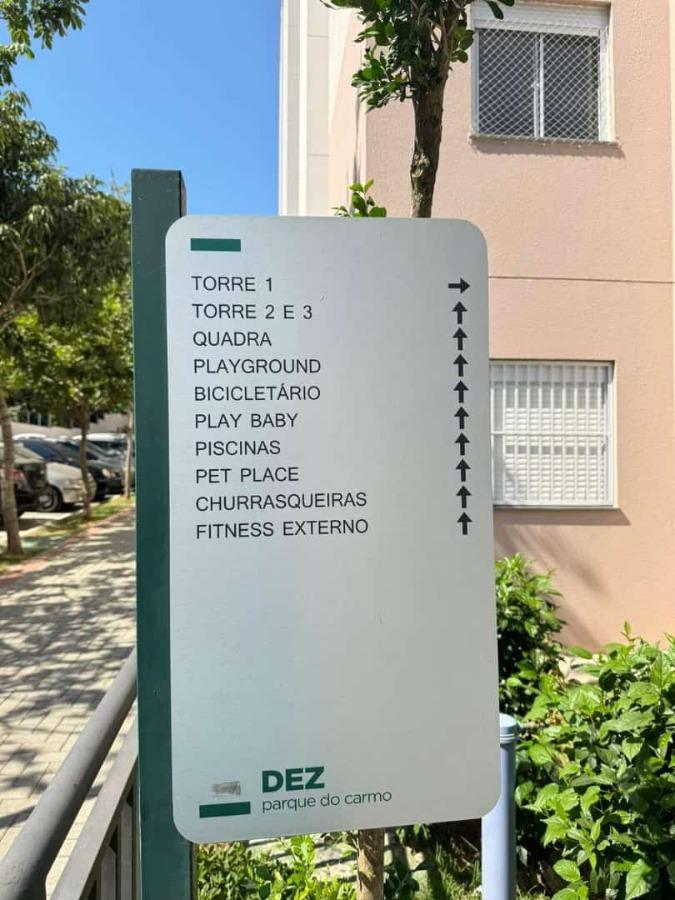 TORRE 1 →
TORRE 2 E 3 ↑
QUADRA ↑
PLAYGROUND ↑
BICICLETÁRIO ↑
PLAY BABY ↑
PISCINAS ↑
PET PLACE ↑
CHURRASQUEIRAS ↑
FITNESS EXTERNO ↑
DEZ
parque do carmo